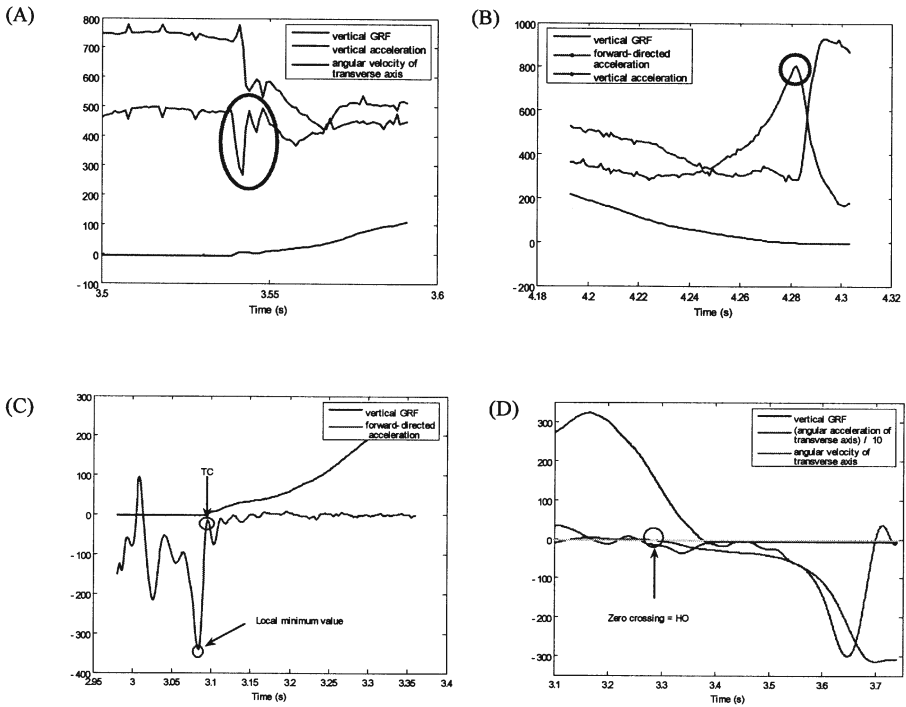 (A)
800
700
600
500
400
300
200
100
0
-100
3.5
3.55
3.6
Time (s)
vertical GRF
vertical acceleration
angular velocity of
transverse axis
(B)
1000
800
600
400
200
0
-200
4.18
4.2
4.22
4.24
4.26
4.28
4.3
4.32
Time (s)
vertical GRF
forward-directed
acceleration
vertical acceleration
(C)
300
200
100
0
-100
-200
-300
-400
2.95
3
3.05
3.1
3.15
3.2
3.25
3.3
3.35
3.4
Time (s)
vertical GRF
forward-directed
acceleration
TC
Local minimum value
(D)
300
200
100
0
-100
-200
-300
3.1
3.2
3.3
3.4
3.5
3.6
3.7
Time (s)
vertical GRF
(angular acceleration of
transverse axis) / 10
angular velocity of
transverse axis
Zero crossing = HO